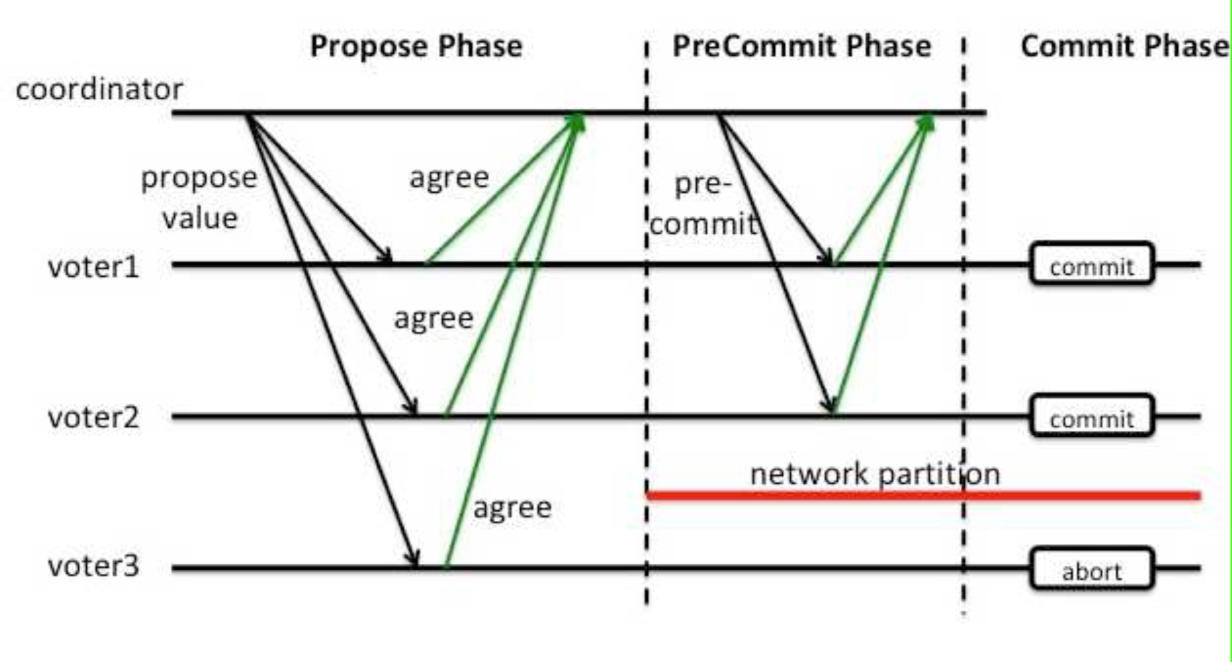 Propose Phase
PreCommit Phase
Commit Phase
coordinator
propose
value
agree
pre-
commit
voter1
commit
agree
voter2
commit
network partition
agree
voter3
abort